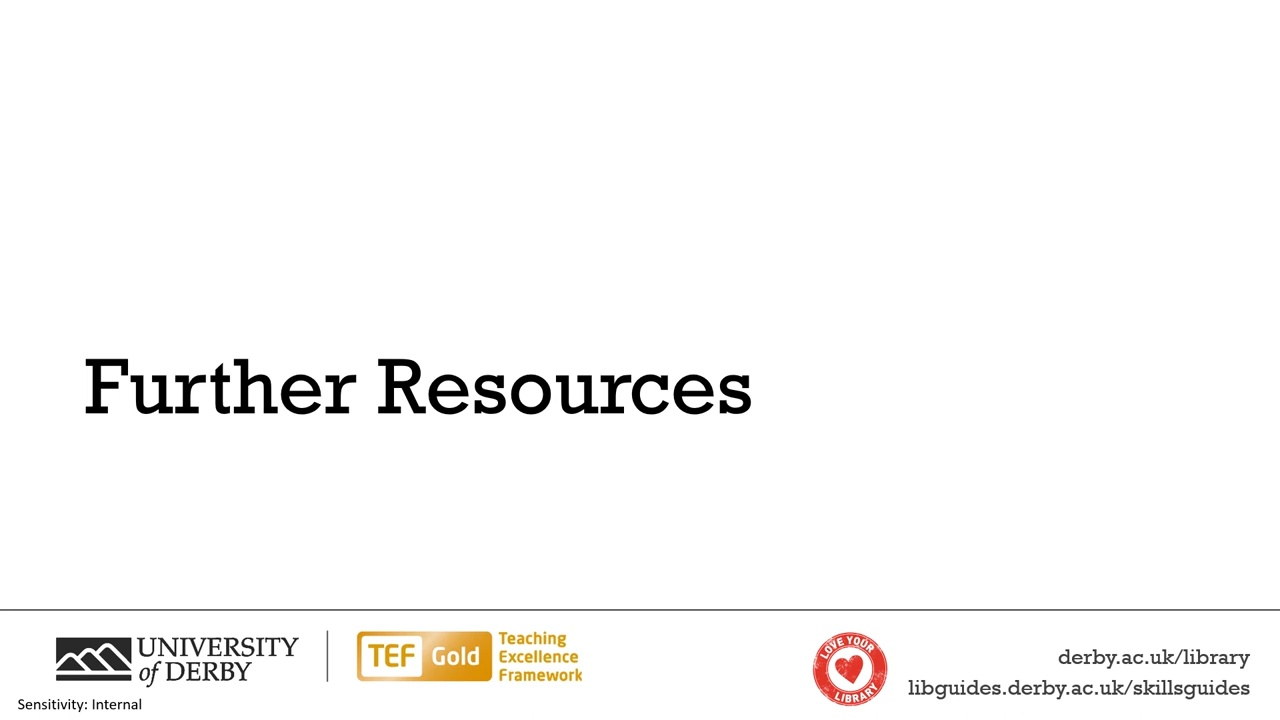 Further Resources
UNIVERSITY
of DERBY
TEF Gold
Teaching
Excellence
Framework
LOVE YOUR
LIBRARY
derby.ac.uk/library
libguides.derby.ac.uk/skillsguides
Sensitivity: Internal